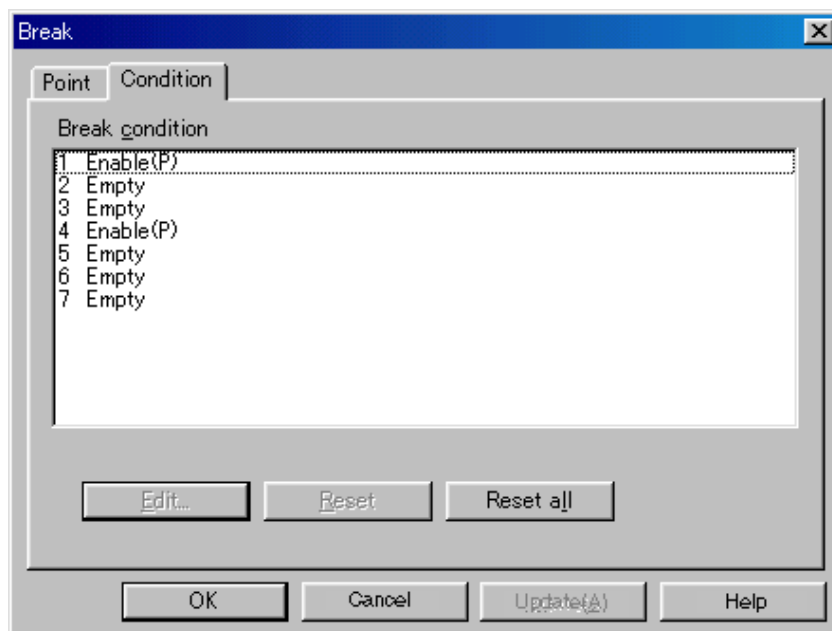 Break
Point Condition
Break condition
1 Enable(P)
2 Empty
3 Empty
4 Enable(P)
5 Empty
6 Empty
7 Empty
Edit... Reset Reset all
OK Cancel Update(A) Help